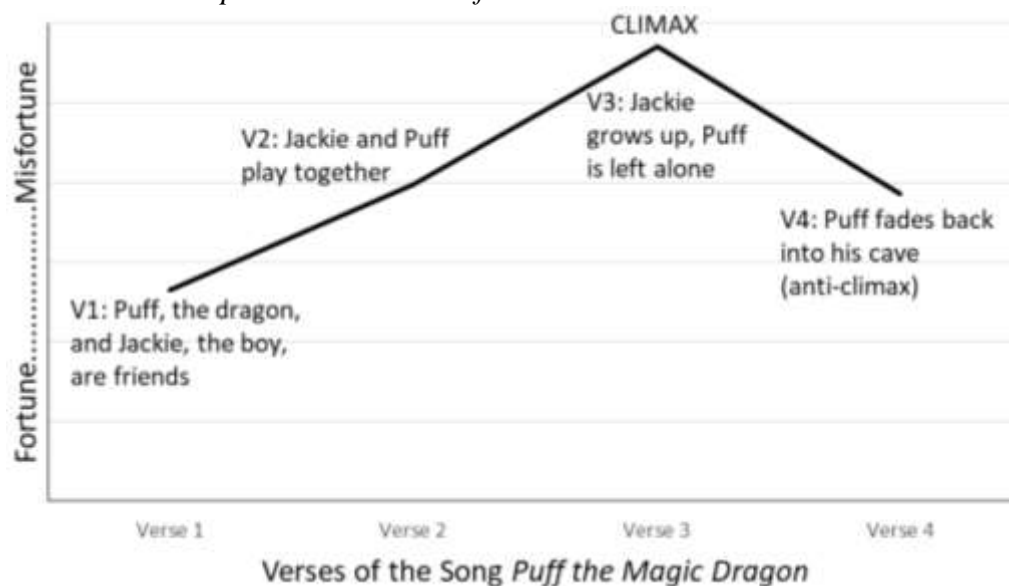 CLIMAX
V3: Jackie
grows up, Puff
is left alone
V2: Jackie and Puff
play together
V4: Puff fades back
into his cave
(anti-climax)
V1: Puff, the dragon,
and Jackie, the boy,
are friends
Fortune..................Misfortune
Verse 1
Verse 2
Verse 3
Verse 4
Verses of the Song Puff the Magic Dragon